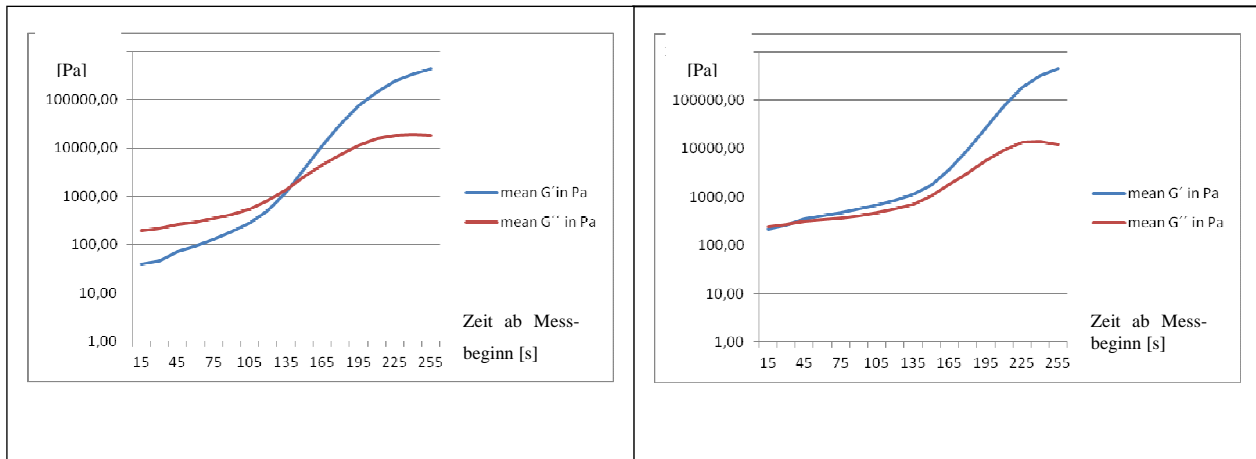 [Pa]
100000,00
10000,00
1000,00
100,00
10,00
1,00
15 45 75 105 135 165 195 225 255
mean G´in Pa
mean G´´ in Pa
Zeit ab Mess-
beginn [s]
[Pa]
100000,00
10000,00
1000,00
100,00
10,00
1,00
15 45 75 105 135 165 195 225 255
mean G´ in Pa
mean G´´ in Pa
Zeit ab Mess-
beginn [s]